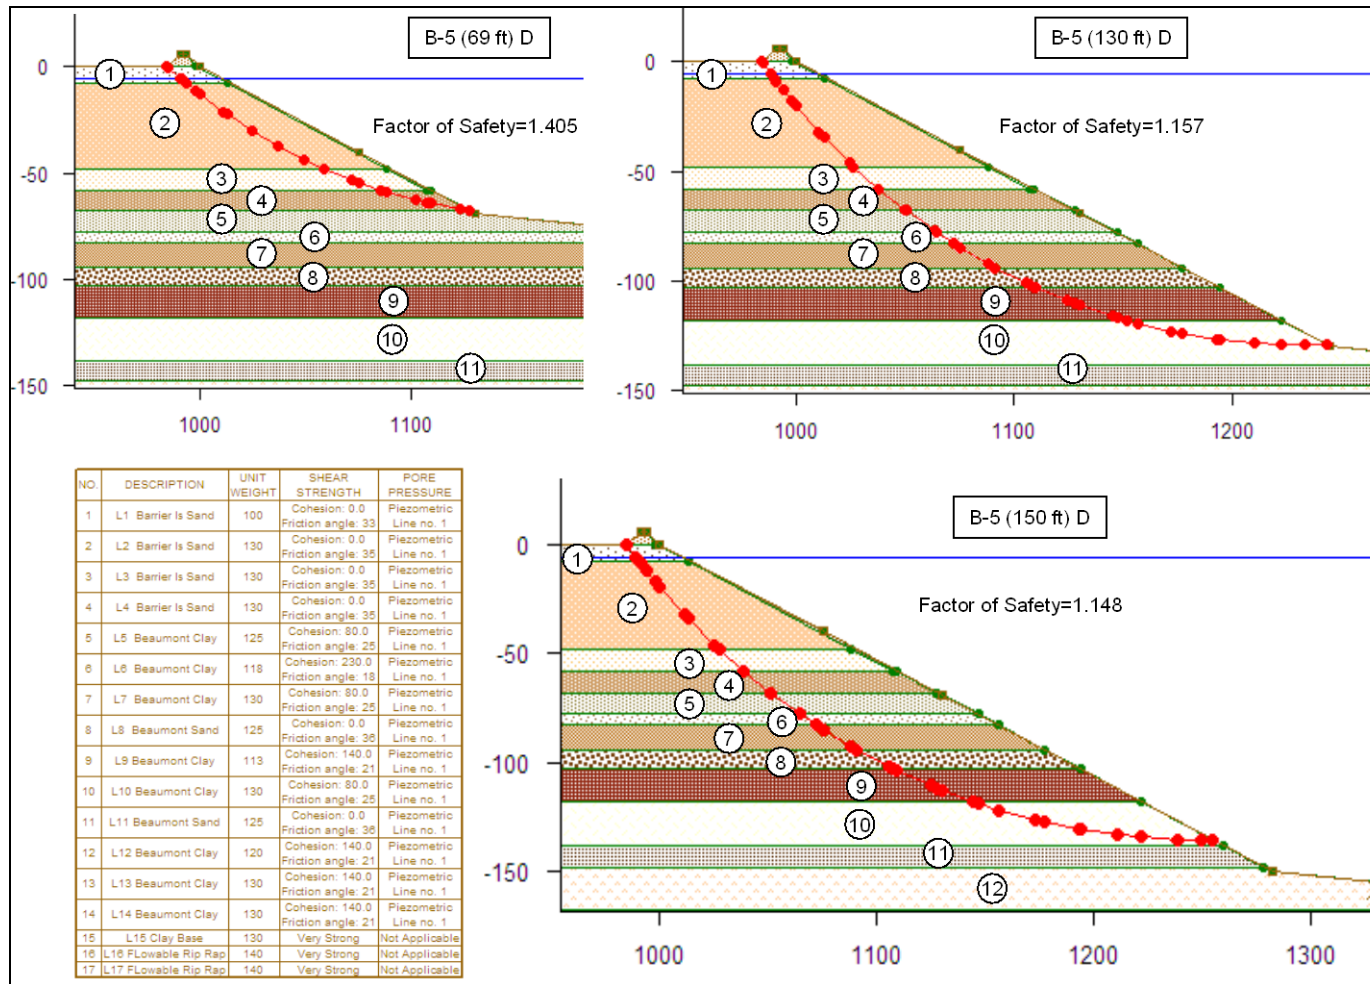 B-5 (69 ft) D
Factor of Safety=1.405
0
-50
-100
-150
1000 1100
1
2
3
4
5
6
7
8
9
10
11
B-5 (130 ft) D
Factor of Safety=1.157
0
-50
-100
-150
1000 1100 1200
1
2
3
4
5
6
7
8
9
10
11
NO. DESCRIPTION UNIT WEIGHT SHEAR STRENGTH PORE PRESSURE
1 L1 Barrier Is Sand 100 Cohesion: 0.0 Friction angle: 33 Piezometric Line no. 1
2 L2 Barrier Is Sand 130 Cohesion: 0.0 Friction angle: 35 Piezometric Line no. 1
3 L3 Barrier Is Sand 130 Cohesion: 0.0 Friction angle: 35 Piezometric Line no. 1
4 L4 Barrier Is Sand 130 Cohesion: 0.0 Friction angle: 35 Piezometric Line no. 1
5 L5 Beaumont Clay 125 Cohesion: 80.0 Friction angle: 25 Piezometric Line no. 1
6 L6 Beaumont Clay 118 Cohesion: 230.0 Friction angle: 18 Piezometric Line no. 1
7 L7 Beaumont Clay 130 Cohesion: 80.0 Friction angle: 25 Piezometric Line no. 1
8 L8 Beaumont Sand 125 Cohesion: 0.0 Friction angle: 36 Piezometric Line no. 1
9 L9 Beaumont Clay 113 Cohesion: 140.0 Friction angle: 21 Piezometric Line no. 1
10 L10 Beaumont Clay 130 Cohesion: 80.0 Friction angle: 25 Piezometric Line no. 1
11 L11 Beaumont Sand 125 Cohesion: 0.0 Friction angle: 36 Piezometric Line no. 1
12 L12 Beaumont Clay 120 Cohesion: 140.0 Friction angle: 21 Piezometric Line no. 1
13 L13 Beaumont Clay 130 Cohesion: 140.0 Friction angle: 21 Piezometric Line no. 1
14 L14 Beaumont Clay 130 Cohesion: 140.0 Friction angle: 21 Piezometric Line no. 1
15 L15 Clay Base 130 Very Strong Not Applicable
16 L16 FLowable Rip Rap 140 Very Strong Not Applicable
17 L17 FLowable Rip Rap 140 Very Strong Not Applicable
B-5 (150 ft) D
Factor of Safety=1.148
0
-50
-100
-150
1000 1100 1200 1300
1
2
3
4
5
6
7
8
9
10
11
12